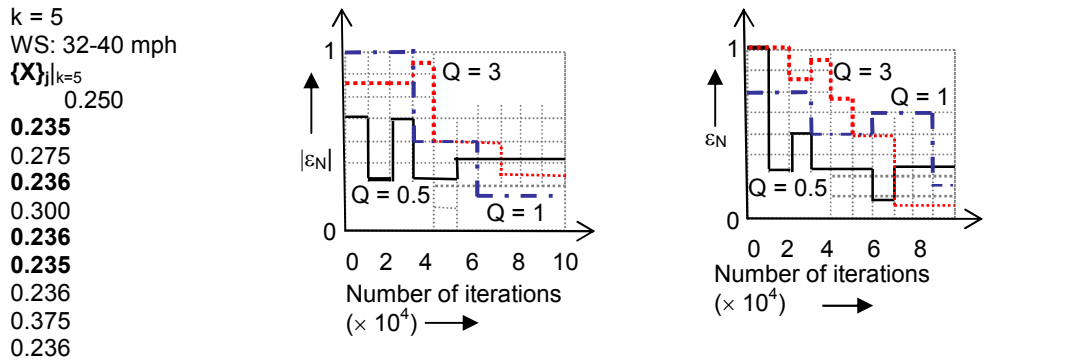 k = 5
WS: 32-40 mph
{X}j|k=5
0.250
0.235
0.275
0.236
0.300
0.236
0.235
0.236
0.375
0.236
1
Q = 3
|εN|
Q = 0.5
Q = 1
0
0 2 4 6 8 10
Number of iterations
(× 10^4)
1
Q = 3
Q = 1
εN
Q = 0.5
0
0 2 4 6 8
Number of iterations
(× 10^4)